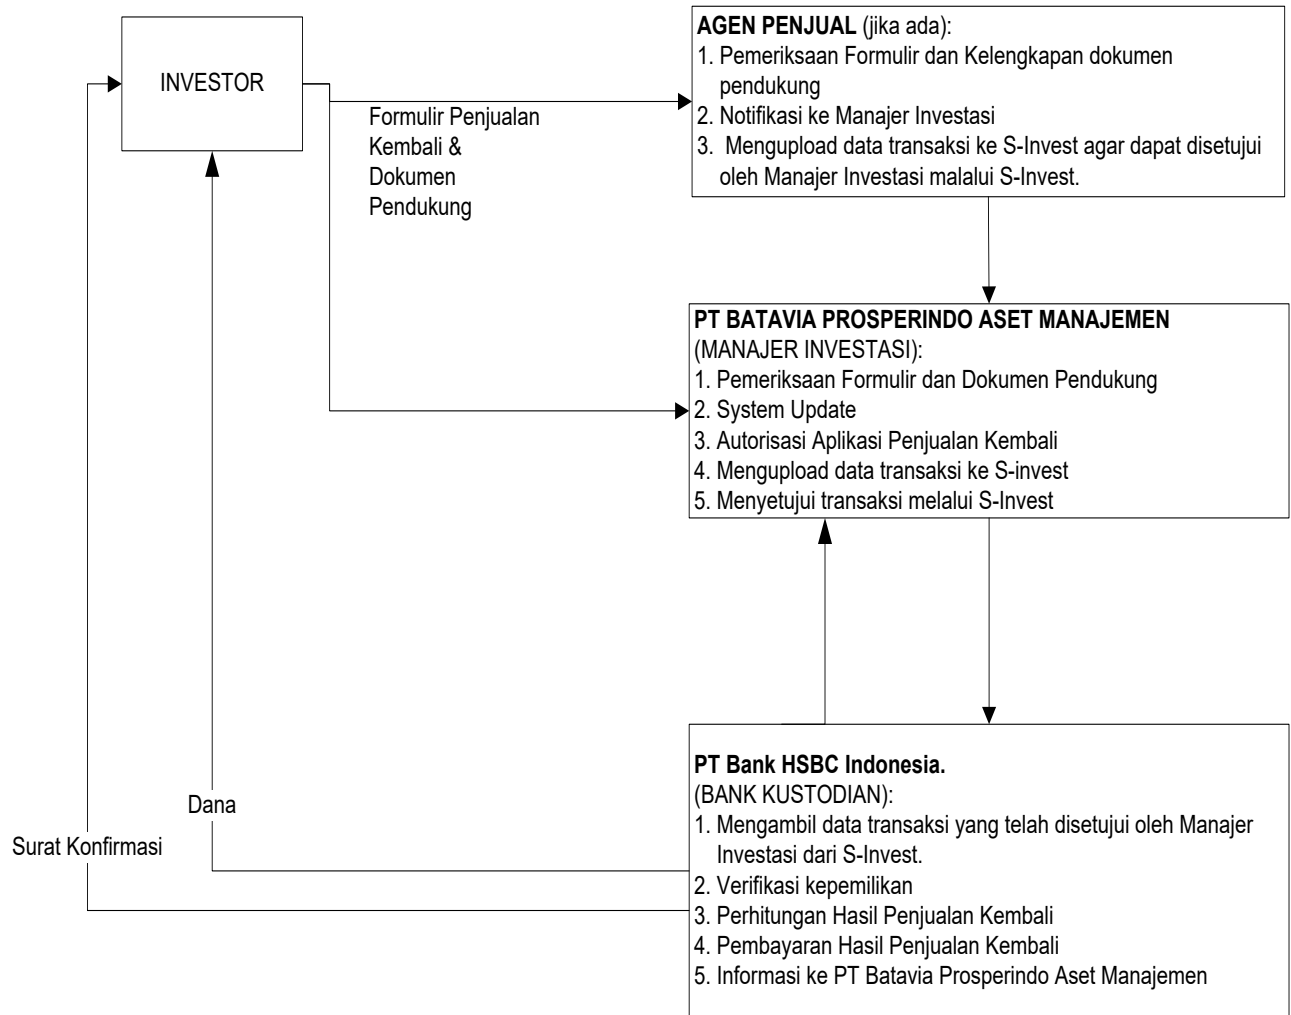 INVESTOR
Formulir Penjualan
Kembali &
Dokumen
Pendukung
AGEN PENJUAL (jika ada):
1. Pemeriksaan Formulir dan Kelengkapan dokumen
pendukung
2. Notifikasi ke Manajer Investasi
3. Mengupload data transaksi ke S-Invest agar dapat disetujui
oleh Manajer Investasi malalui S-Invest.
PT BATAVIA PROSPERINDO ASET MANAJEMEN
(MANAJER INVESTASI):
1. Pemeriksaan Formulir dan Dokumen Pendukung
2. System Update
3. Autorisasi Aplikasi Penjualan Kembali
4. Mengupload data transaksi ke S-invest
5. Menyetujui transaksi melalui S-Invest
PT Bank HSBC Indonesia.
(BANK KUSTODIAN):
1. Mengambil data transaksi yang telah disetujui oleh Manajer
Investasi dari S-Invest.
2. Verifikasi kepemilikan
3. Perhitungan Hasil Penjualan Kembali
4. Pembayaran Hasil Penjualan Kembali
5. Informasi ke PT Batavia Prosperindo Aset Manajemen
Dana
Surat Konfirmasi